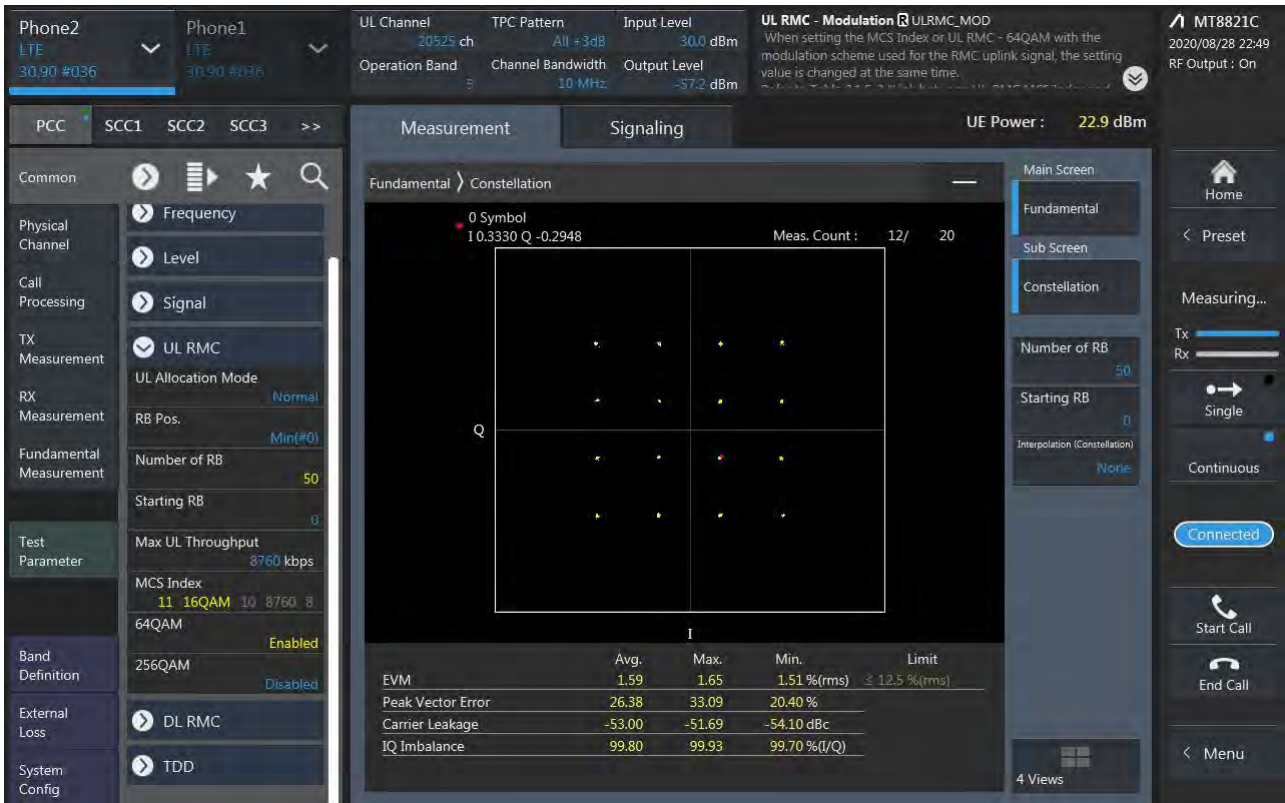 Phone2
LTE
30.90 #036
Phone1
LTE
30.90 #036
UL Channel
20525 ch
TPC Pattern
All +3dB
Input Level
30.0 dBm
Operation Band
5
Channel Bandwidth
10 MHz
Output Level
-57.2 dBm
UL RMC - Modulation R ULRMC_MOD
When setting the MCS Index or UL RMC - 64QAM with the
modulation scheme used for the RMC uplink signal, the setting
value is changed at the same time.
MT8821C
2020/08/28 22:49
RF Output : On
PCC SCC1 SCC2 SCC3 >>
Measurement
Signaling
UE Power : 22.9 dBm
Common
Physical
Channel
Call
Processing
TX
Measurement
RX
Measurement
Fundamental
Measurement
Test
Parameter
Band
Definition
External
Loss
System
Config
Frequency
Level
Signal
UL RMC
UL Allocation Mode
Normal
RB Pos.
Min(#0)
Number of RB
50
Starting RB
0
Max UL Throughput
8760 kbps
MCS Index
11 16QAM 10 8760 8
64QAM
Enabled
256QAM
Disabled
DL RMC
TDD
Fundamental 〉 Constellation
0 Symbol
I 0.3330 Q -0.2948
Meas. Count : 12/ 20
Q
I
Avg. Max. Min. Limit
EVM 1.59 1.65 1.51 %(rms) ≤ 12.5 %(rms)
Peak Vector Error 26.38 33.09 20.40 %
Carrier Leakage -53.00 -51.69 -54.10 dBc
IQ Imbalance 99.80 99.93 99.70 %(I/Q)
Main Screen
Fundamental
Sub Screen
Constellation
Number of RB
50
Starting RB
0
Interpolation (Constellation)
None
4 Views
Home
< Preset
Measuring...
Tx
Rx
Single
Continuous
Connected
Start Call
End Call
< Menu